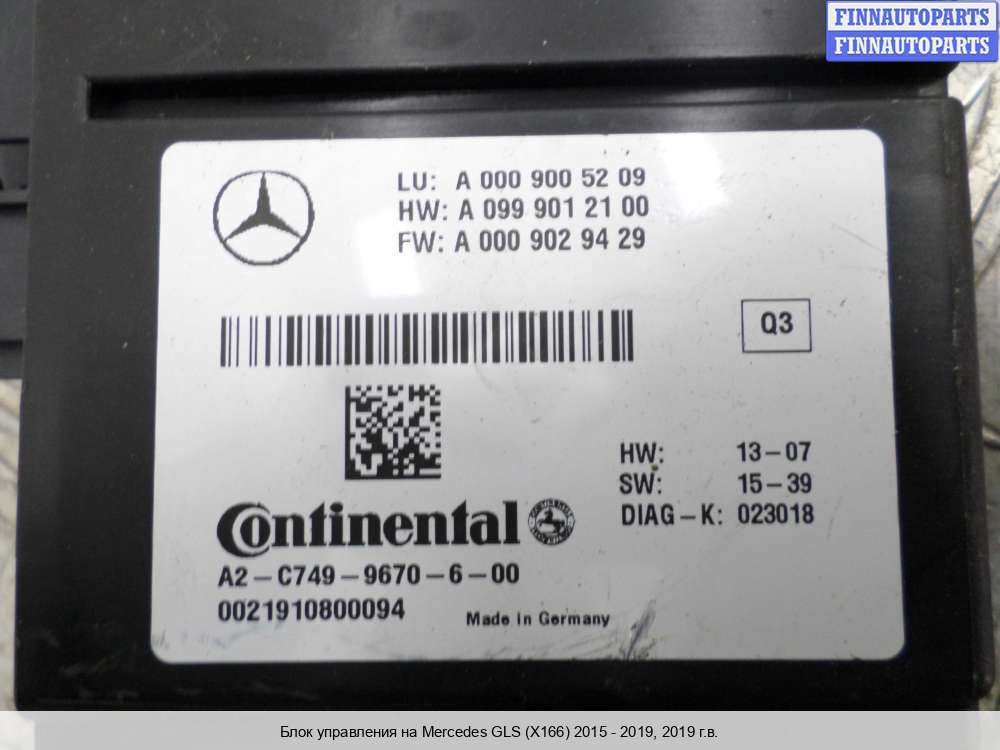 FINNAUTOPARTS
FINNAUTOPARTS
LU: A 000 900 52 09
HW: A 099 901 21 00
FW: A 000 902 94 29
Q3
HW: 13-07
SW: 15-39
DIAG-K: 023018
Continental
A2-C749-9670-6-00
0021910800094
Made in Germany
Блок управления на Mercedes GLS (X166) 2015 - 2019, 2019 г.в.